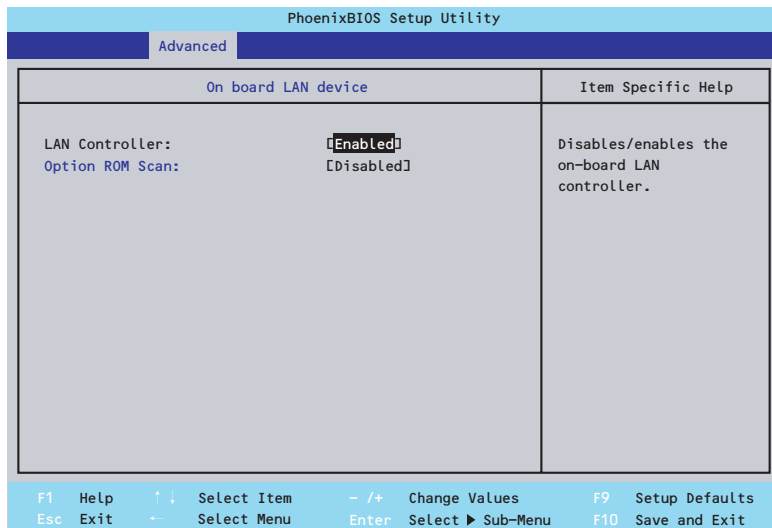 PhoenixBIOS Setup Utility
Advanced
On board LAN device
Item Specific Help
LAN Controller: [Enabled]
Option ROM Scan: [Disabled]
Disables/enables the
on-board LAN
controller.
F1 Help ↑↓ Select Item - /+ Change Values F9 Setup Defaults
Esc Exit ← Select Menu Enter Select ▶ Sub-Menu F10 Save and Exit